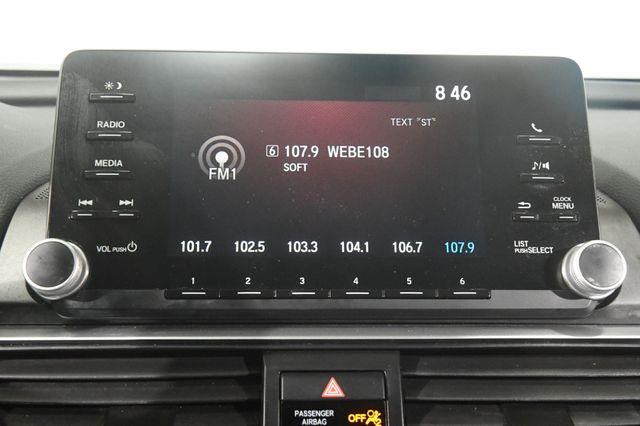 8 46
RADIO
TEXT "ST"
6 107.9 WEBE108
SOFT
FM1
MEDIA
CLOCK
MENU
VOL PUSH
101.7 102.5 103.3 104.1 106.7 107.9
LIST
PUSH SELECT
1 2 3 4 5 6
PASSENGER
AIRBAG
OFF